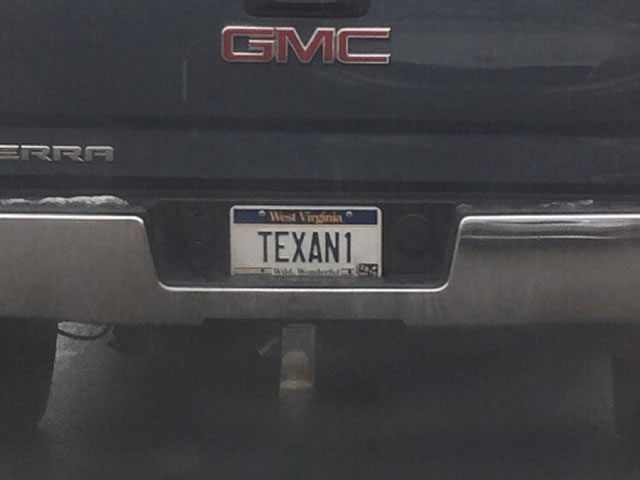 GMC
ERRA
West Virginia
TEXAN1
Wild, Wonderful